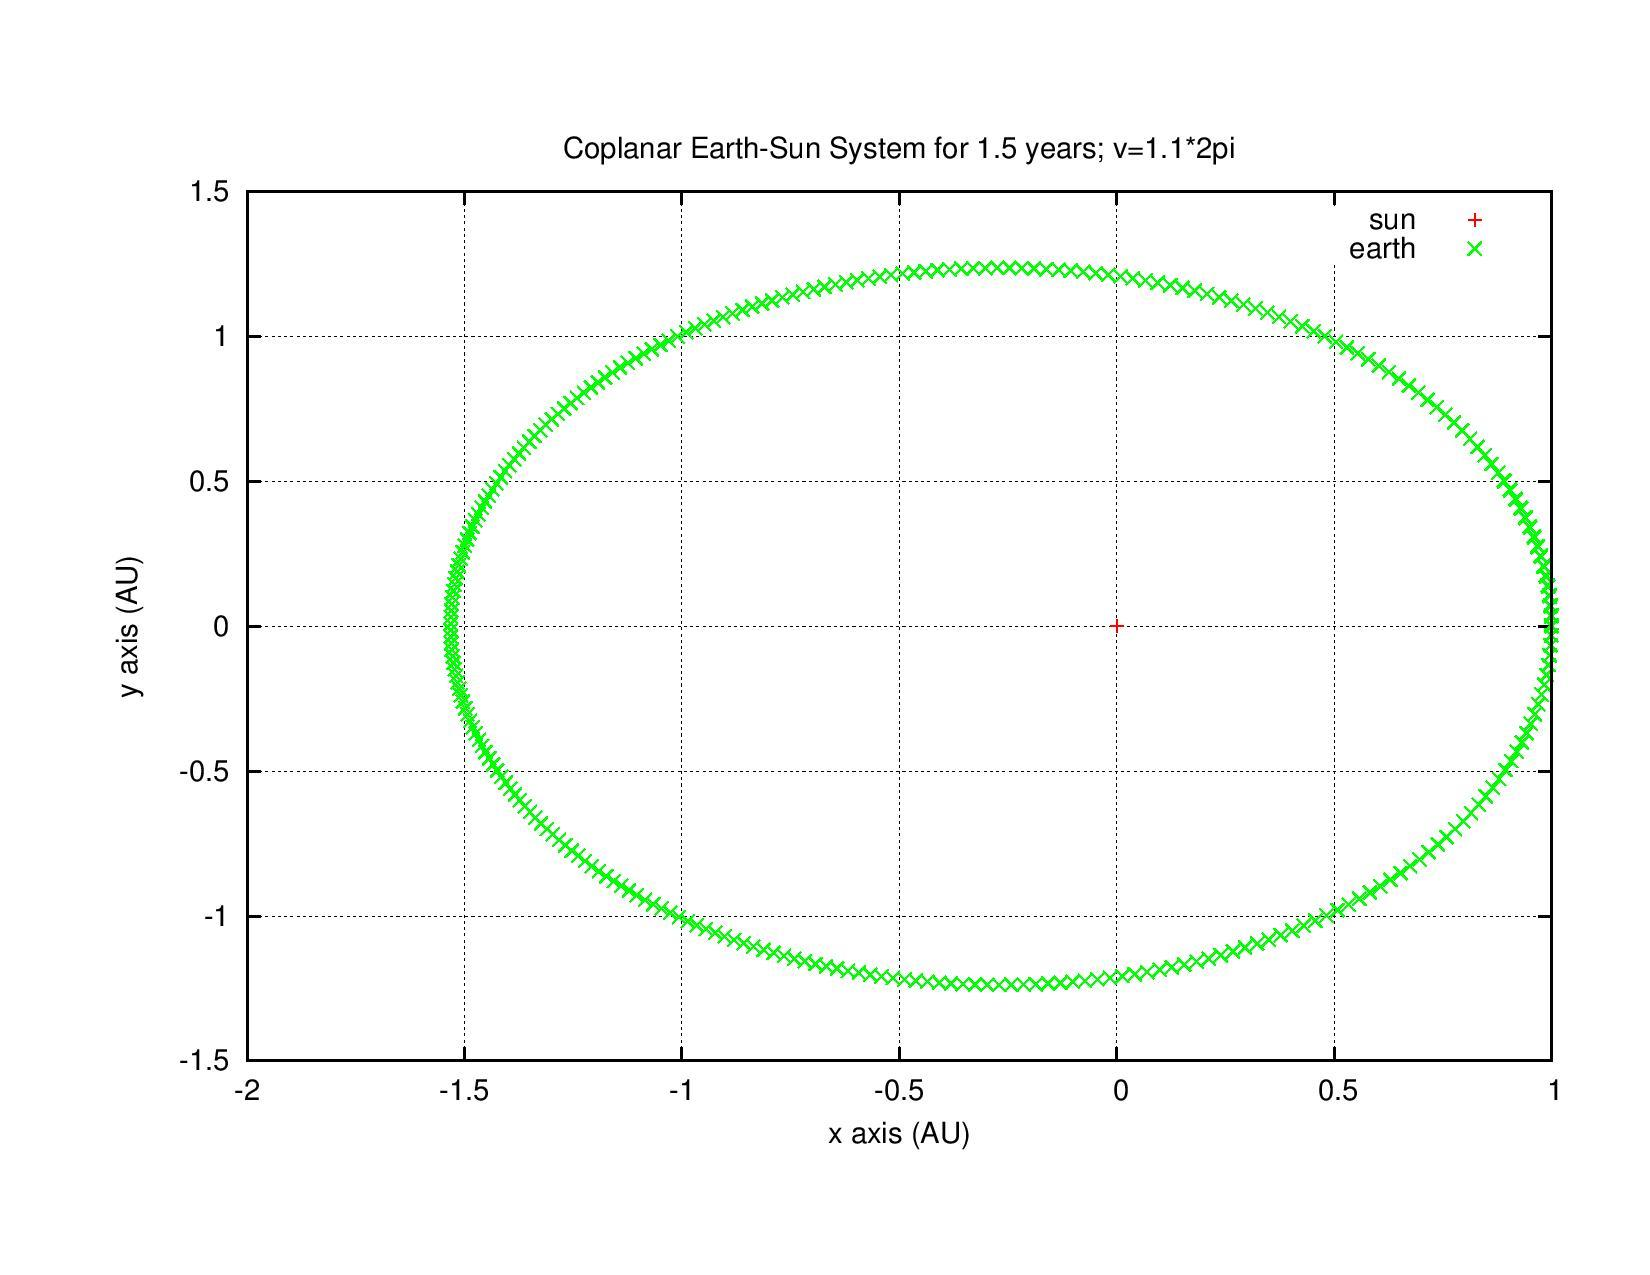 Coplanar Earth-Sun System for 1.5 years; v=1.1*2pi
1.5
sun
earth
1
0.5
0
y axis (AU)
-0.5
-1
-1.5
-2 -1.5 -1 -0.5 0 0.5 1
x axis (AU)